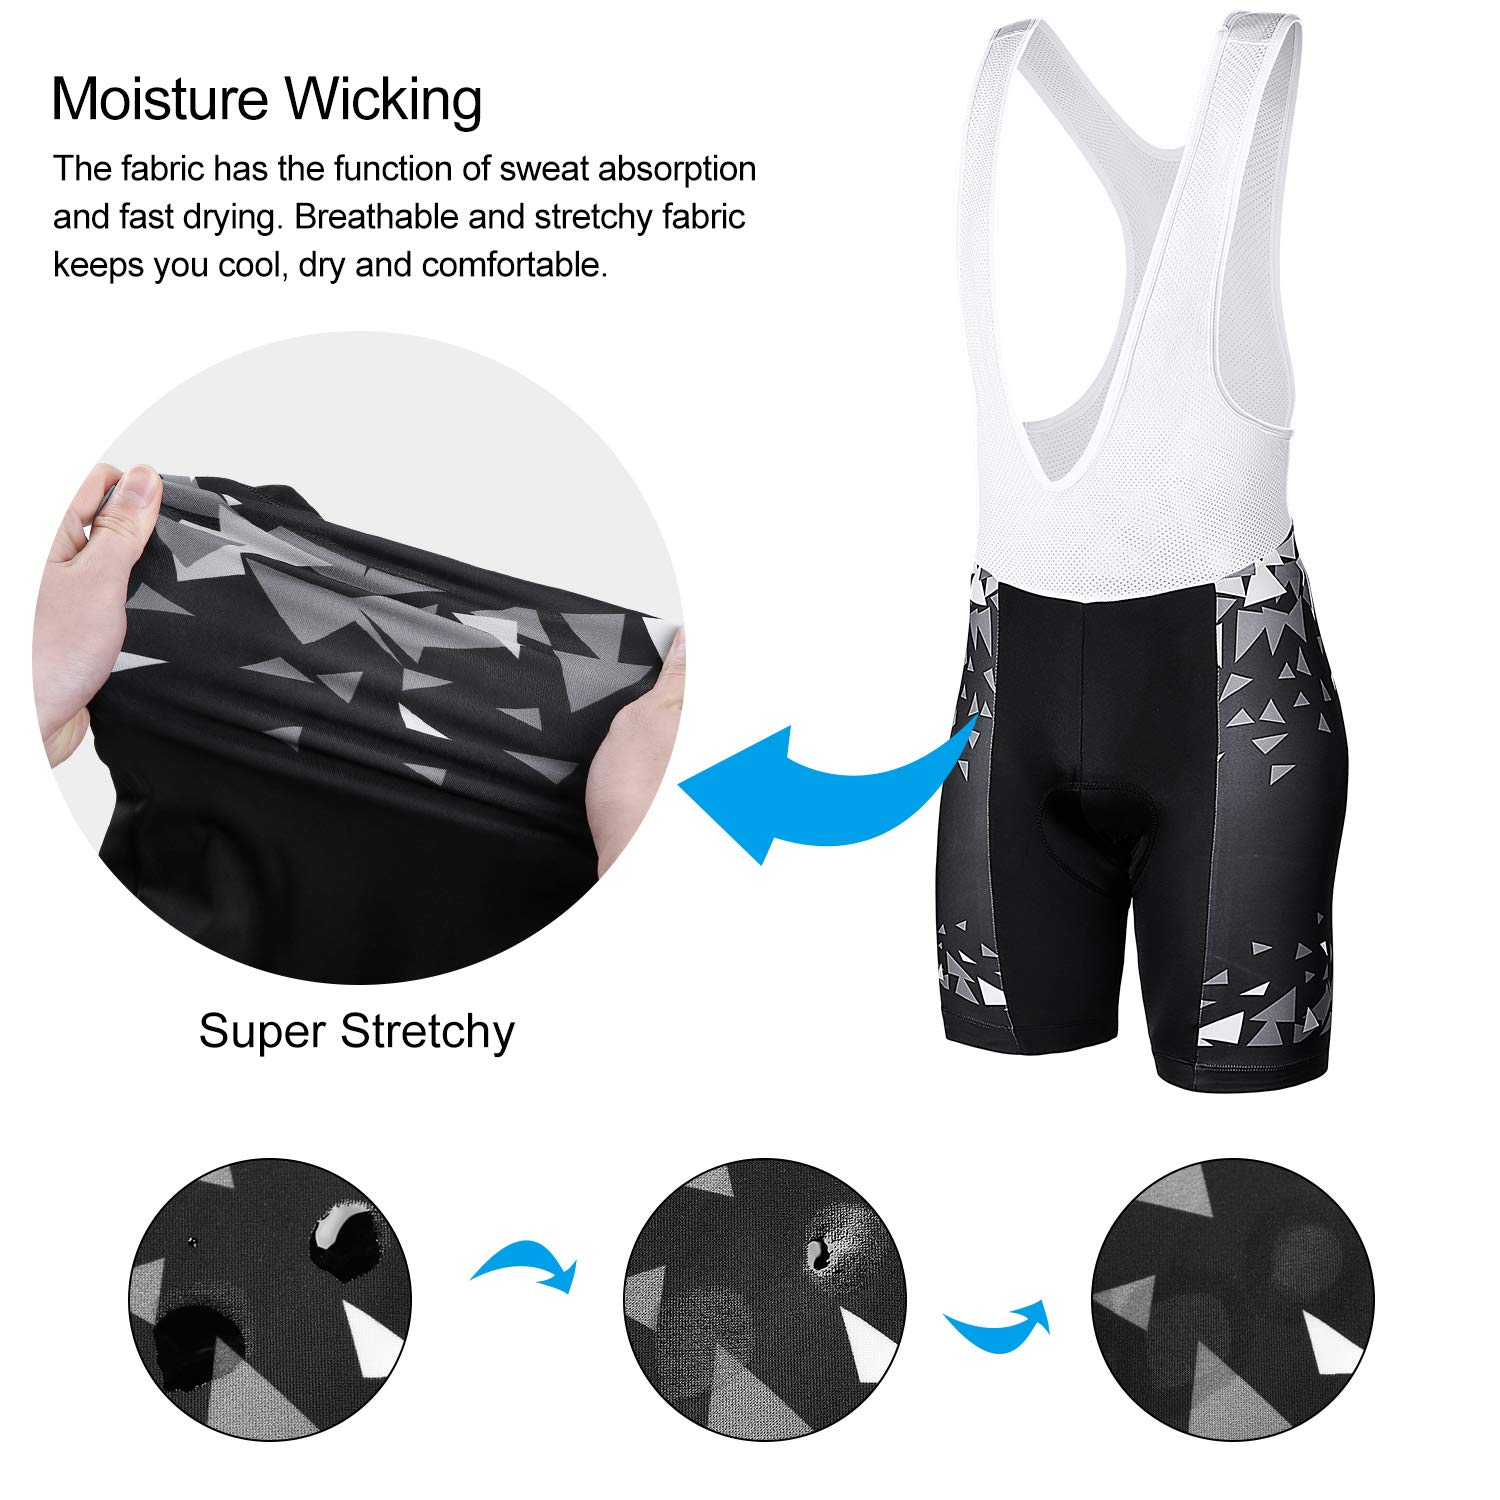 Moisture Wicking
The fabric has the function of sweat absorption
and fast drying. Breathable and stretchy fabric
keeps you cool, dry and comfortable.
Super Stretchy